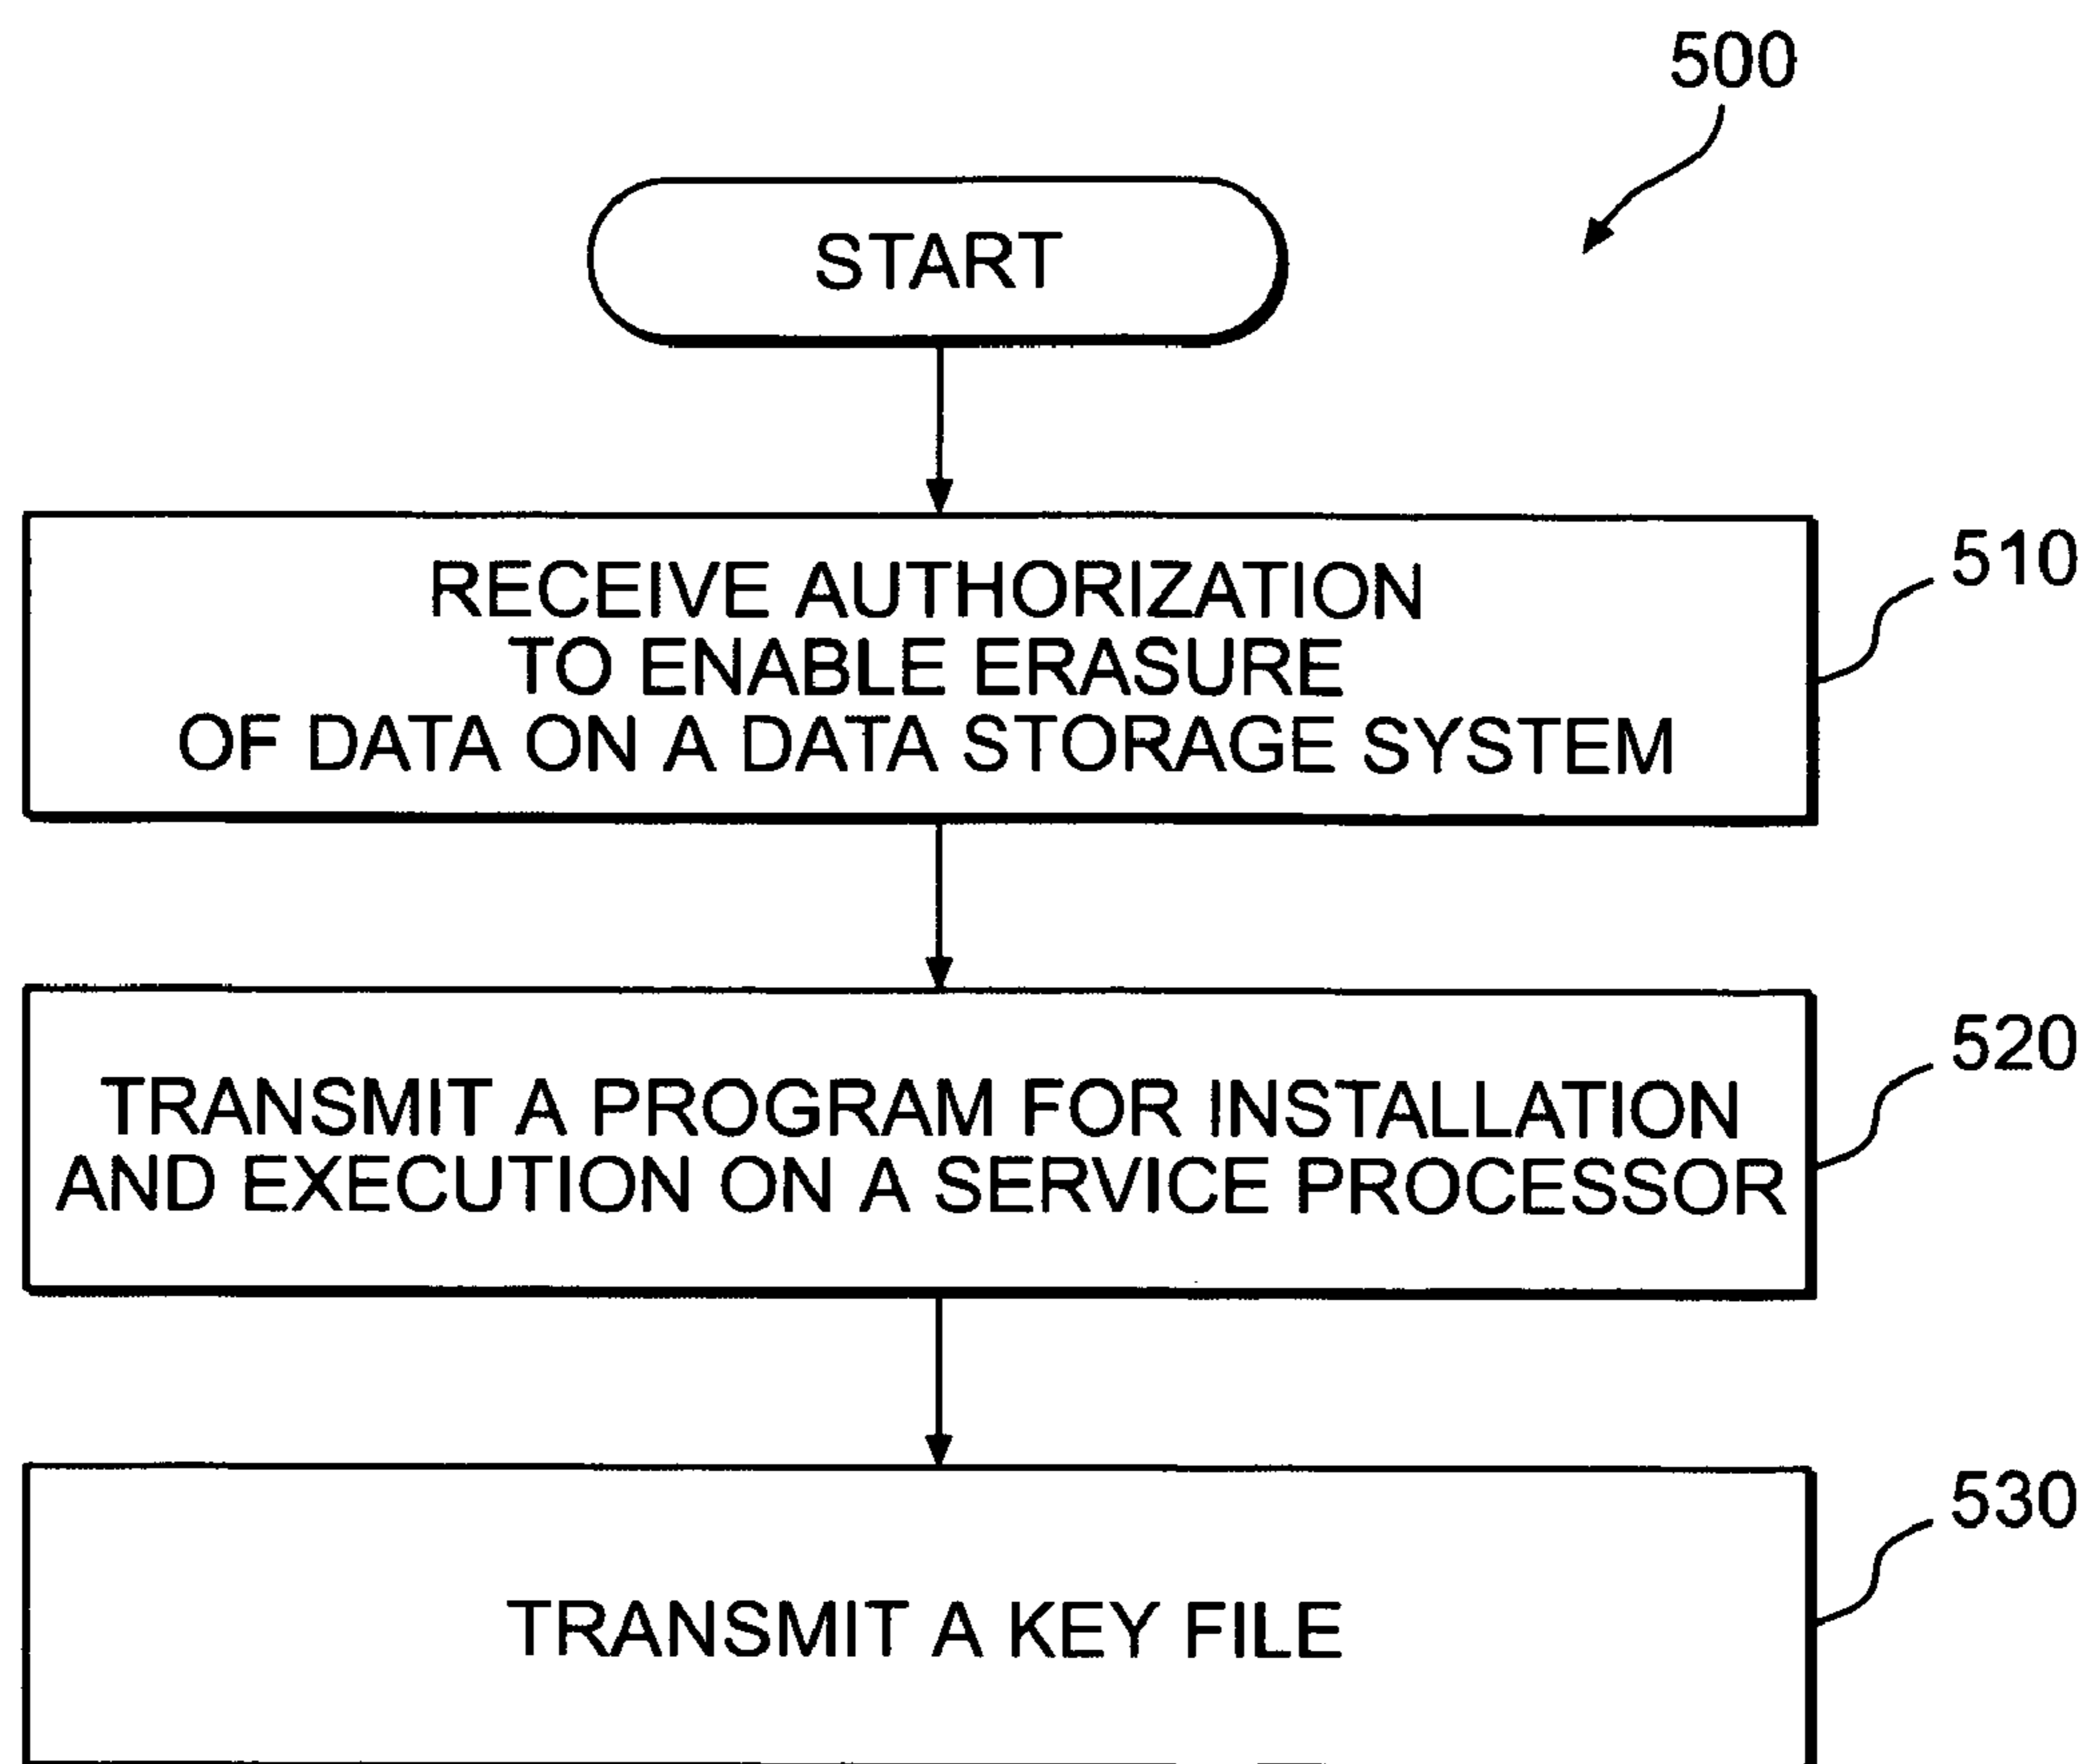 500
START
RECEIVE AUTHORIZATION
TO ENABLE ERASURE
OF DATA ON A DATA STORAGE SYSTEM
510
TRANSMIT A PROGRAM FOR INSTALLATION
AND EXECUTION ON A SERVICE PROCESSOR
520
TRANSMIT A KEY FILE
530